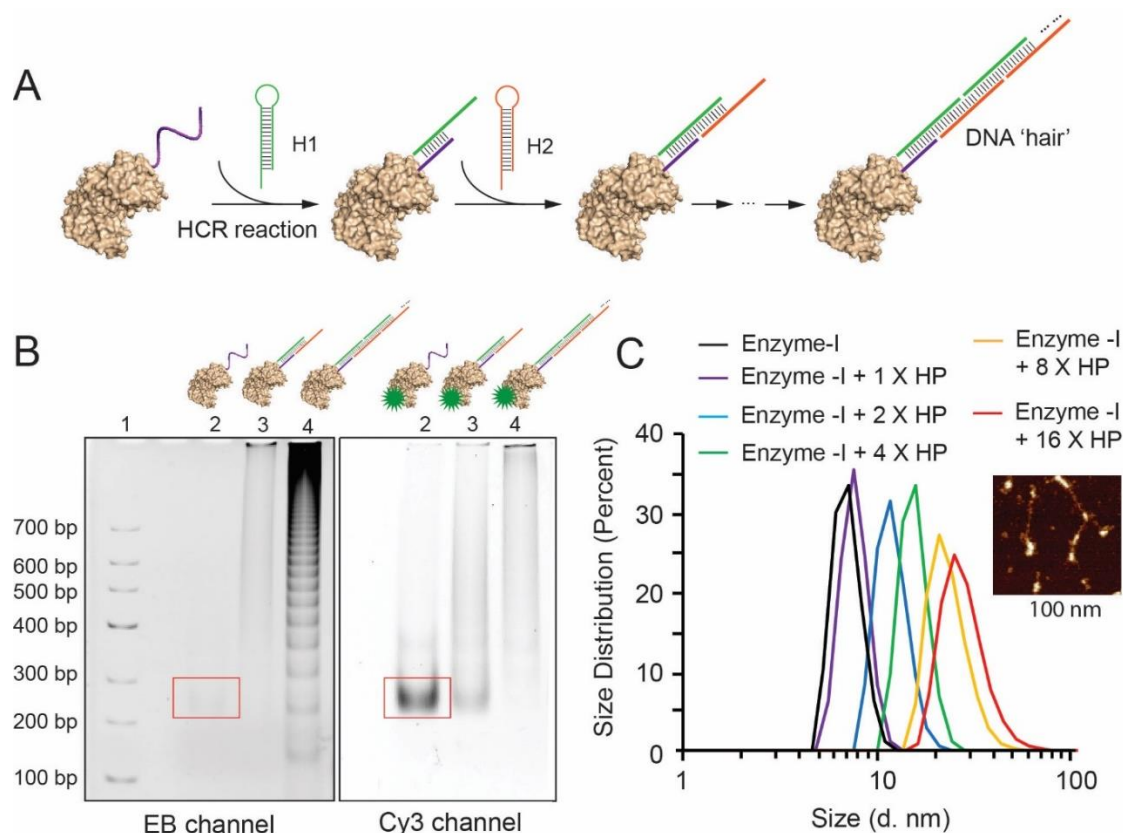 A
H1
H2
HCR reaction
...
... ...
DNA 'hair'
B
1 2 3 4
2 3 4
700 bp
600 bp
500 bp
400 bp
300 bp
200 bp
100 bp
EB channel
Cy3 channel
C
Enzyme-I
Enzyme -I + 1 X HP
Enzyme -I + 2 X HP
Enzyme -I + 4 X HP
Enzyme -I
+ 8 X HP
Enzyme -I
+ 16 X HP
Size Distribution (Percent)
40
30
20
10
0
1 10 100
Size (d. nm)
100 nm